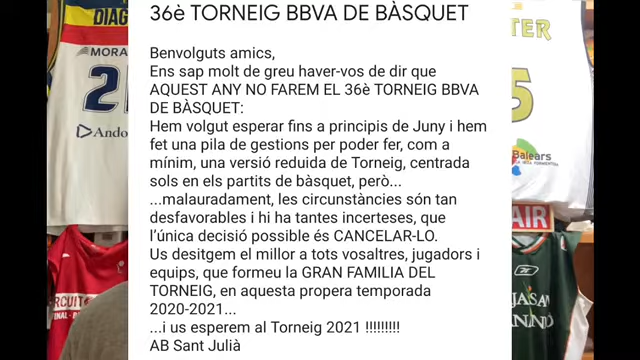 36è TORNEIG BBVA DE BÀSQUET
Benvolguts amics,
Ens sap molt de greu haver-vos de dir que
AQUEST ANY NO FAREM EL 36è TORNEIG BBVA
DE BÀSQUET:
Hem volgut esperar fins a principis de Juny i hem
fet una pila de gestions per poder fer, com a
mínim, una versió reduida de Torneig, centrada
sols en els partits de bàsquet, però...
...malauradament, les circumstàncies són tan
desfavorables i hi ha tantes incerteses, que
l'única decisió possible és CANCELAR-LO.
Us desitgem el millor a tots vosaltres, jugadors i
equips, que formeu la GRAN FAMILIA DEL
TORNEIG, en aquesta propera temporada
2020-2021...
...i us esperem al Torneig 2021 !!!!!!!!!
AB Sant Julià
DIAG
MORA
2
Ando
TER
5
Balears
AIR